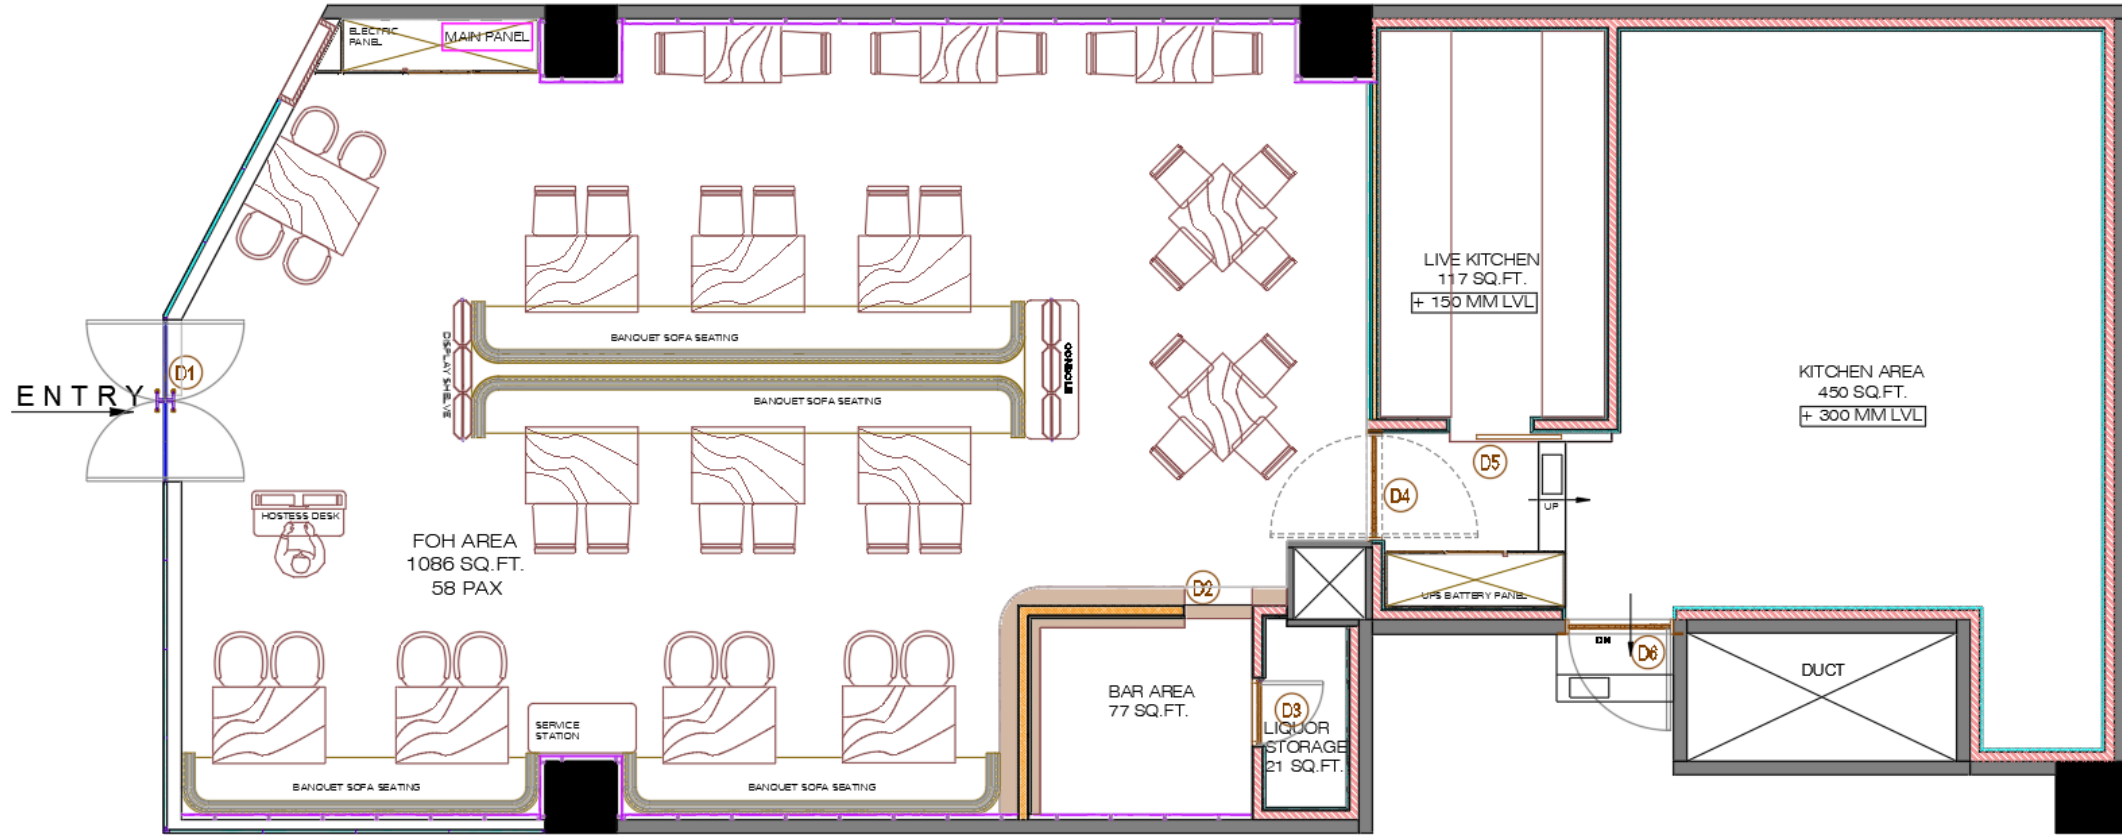 ELECTRIC
PANEL
MAIN PANEL
LIVE KITCHEN
117 SQ.FT.
+ 150 MM LVL
BANQUET SOFA SEATING
DISPLAY SHELVE
CONSOLE
BANQUET SOFA SEATING
KITCHEN AREA
450 SQ.FT.
+ 300 MM LVL
D1
ENTRY
D5
D4
UP
HOSTESS DESK
FOH AREA
1086 SQ.FT.
58 PAX
D2
UPS BATTERY PANEL
DN
D6
DUCT
BAR AREA
77 SQ.FT.
D3
LIQUOR
STORAGE
21 SQ.FT.
SERVICE
STATION
BANQUET SOFA SEATING
BANQUET SOFA SEATING